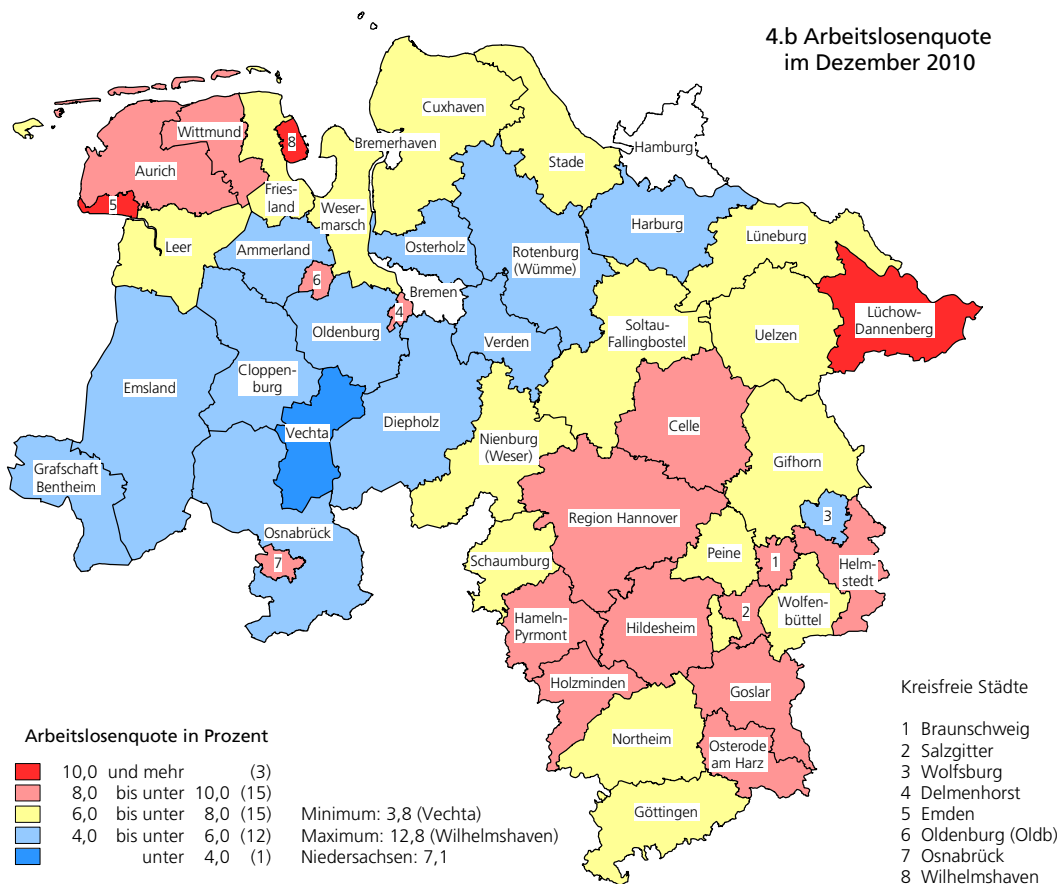 4.b Arbeitslosenquote
im Dezember 2010
Cuxhaven
Wittmund
8
Bremerhaven
Hamburg
Stade
Aurich
Fries-
land
Weser-
marsch
5
Harburg
Lüneburg
Leer
Ammerland
Osterholz
Rotenburg
(Wümme)
6
Bremen
4
Lüchow-
Dannenberg
Oldenburg
Soltau-
Fallingbostel
Uelzen
Verden
Emsland
Cloppen-
burg
Diepholz
Celle
Vechta
Nienburg
(Weser)
Gifhorn
Grafschaft
Bentheim
Region Hannover
3
Osnabrück
Peine
7
Schaumburg
1
Helm-
stedt
Wolfen-
büttel
Hameln-
Pyrmont
Hildesheim
2
Holzminden
Goslar
Northeim
Osterode
am Harz
Göttingen
Arbeitslosenquote in Prozent
10,0 und mehr (3)
8,0 bis unter 10,0 (15)
6,0 bis unter 8,0 (15) Minimum: 3,8 (Vechta)
4,0 bis unter 6,0 (12) Maximum: 12,8 (Wilhelmshaven)
unter 4,0 (1) Niedersachsen: 7,1
Kreisfreie Städte
1 Braunschweig
2 Salzgitter
3 Wolfsburg
4 Delmenhorst
5 Emden
6 Oldenburg (Oldb)
7 Osnabrück
8 Wilhelmshaven